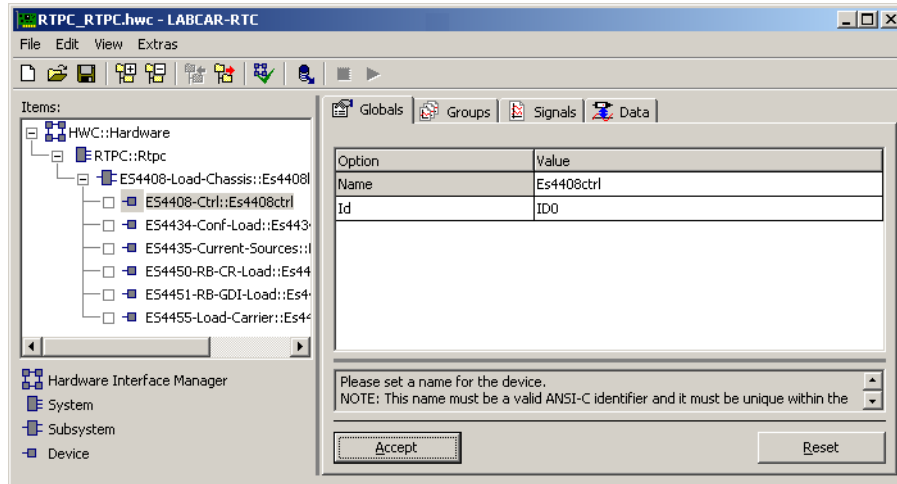 RTPC_RTPC.hwc - LABCAR-RTC
File Edit View Extras
Items:
HWC::Hardware
RTPC::Rtpc
ES4408-Load-Chassis::Es4408l
ES4408-Ctrl::Es4408ctrl
ES4434-Conf-Load::Es443
ES4435-Current-Sources::
ES4450-RB-CR-Load::Es44
ES4451-RB-GDI-Load::Es4
ES4455-Load-Carrier::Es44
Hardware Interface Manager
System
Subsystem
Device
Globals Groups Signals Data
Option Value
Name Es4408ctrl
Id ID0
Please set a name for the device.
NOTE: This name must be a valid ANSI-C identifier and it must be unique within the
Accept Reset